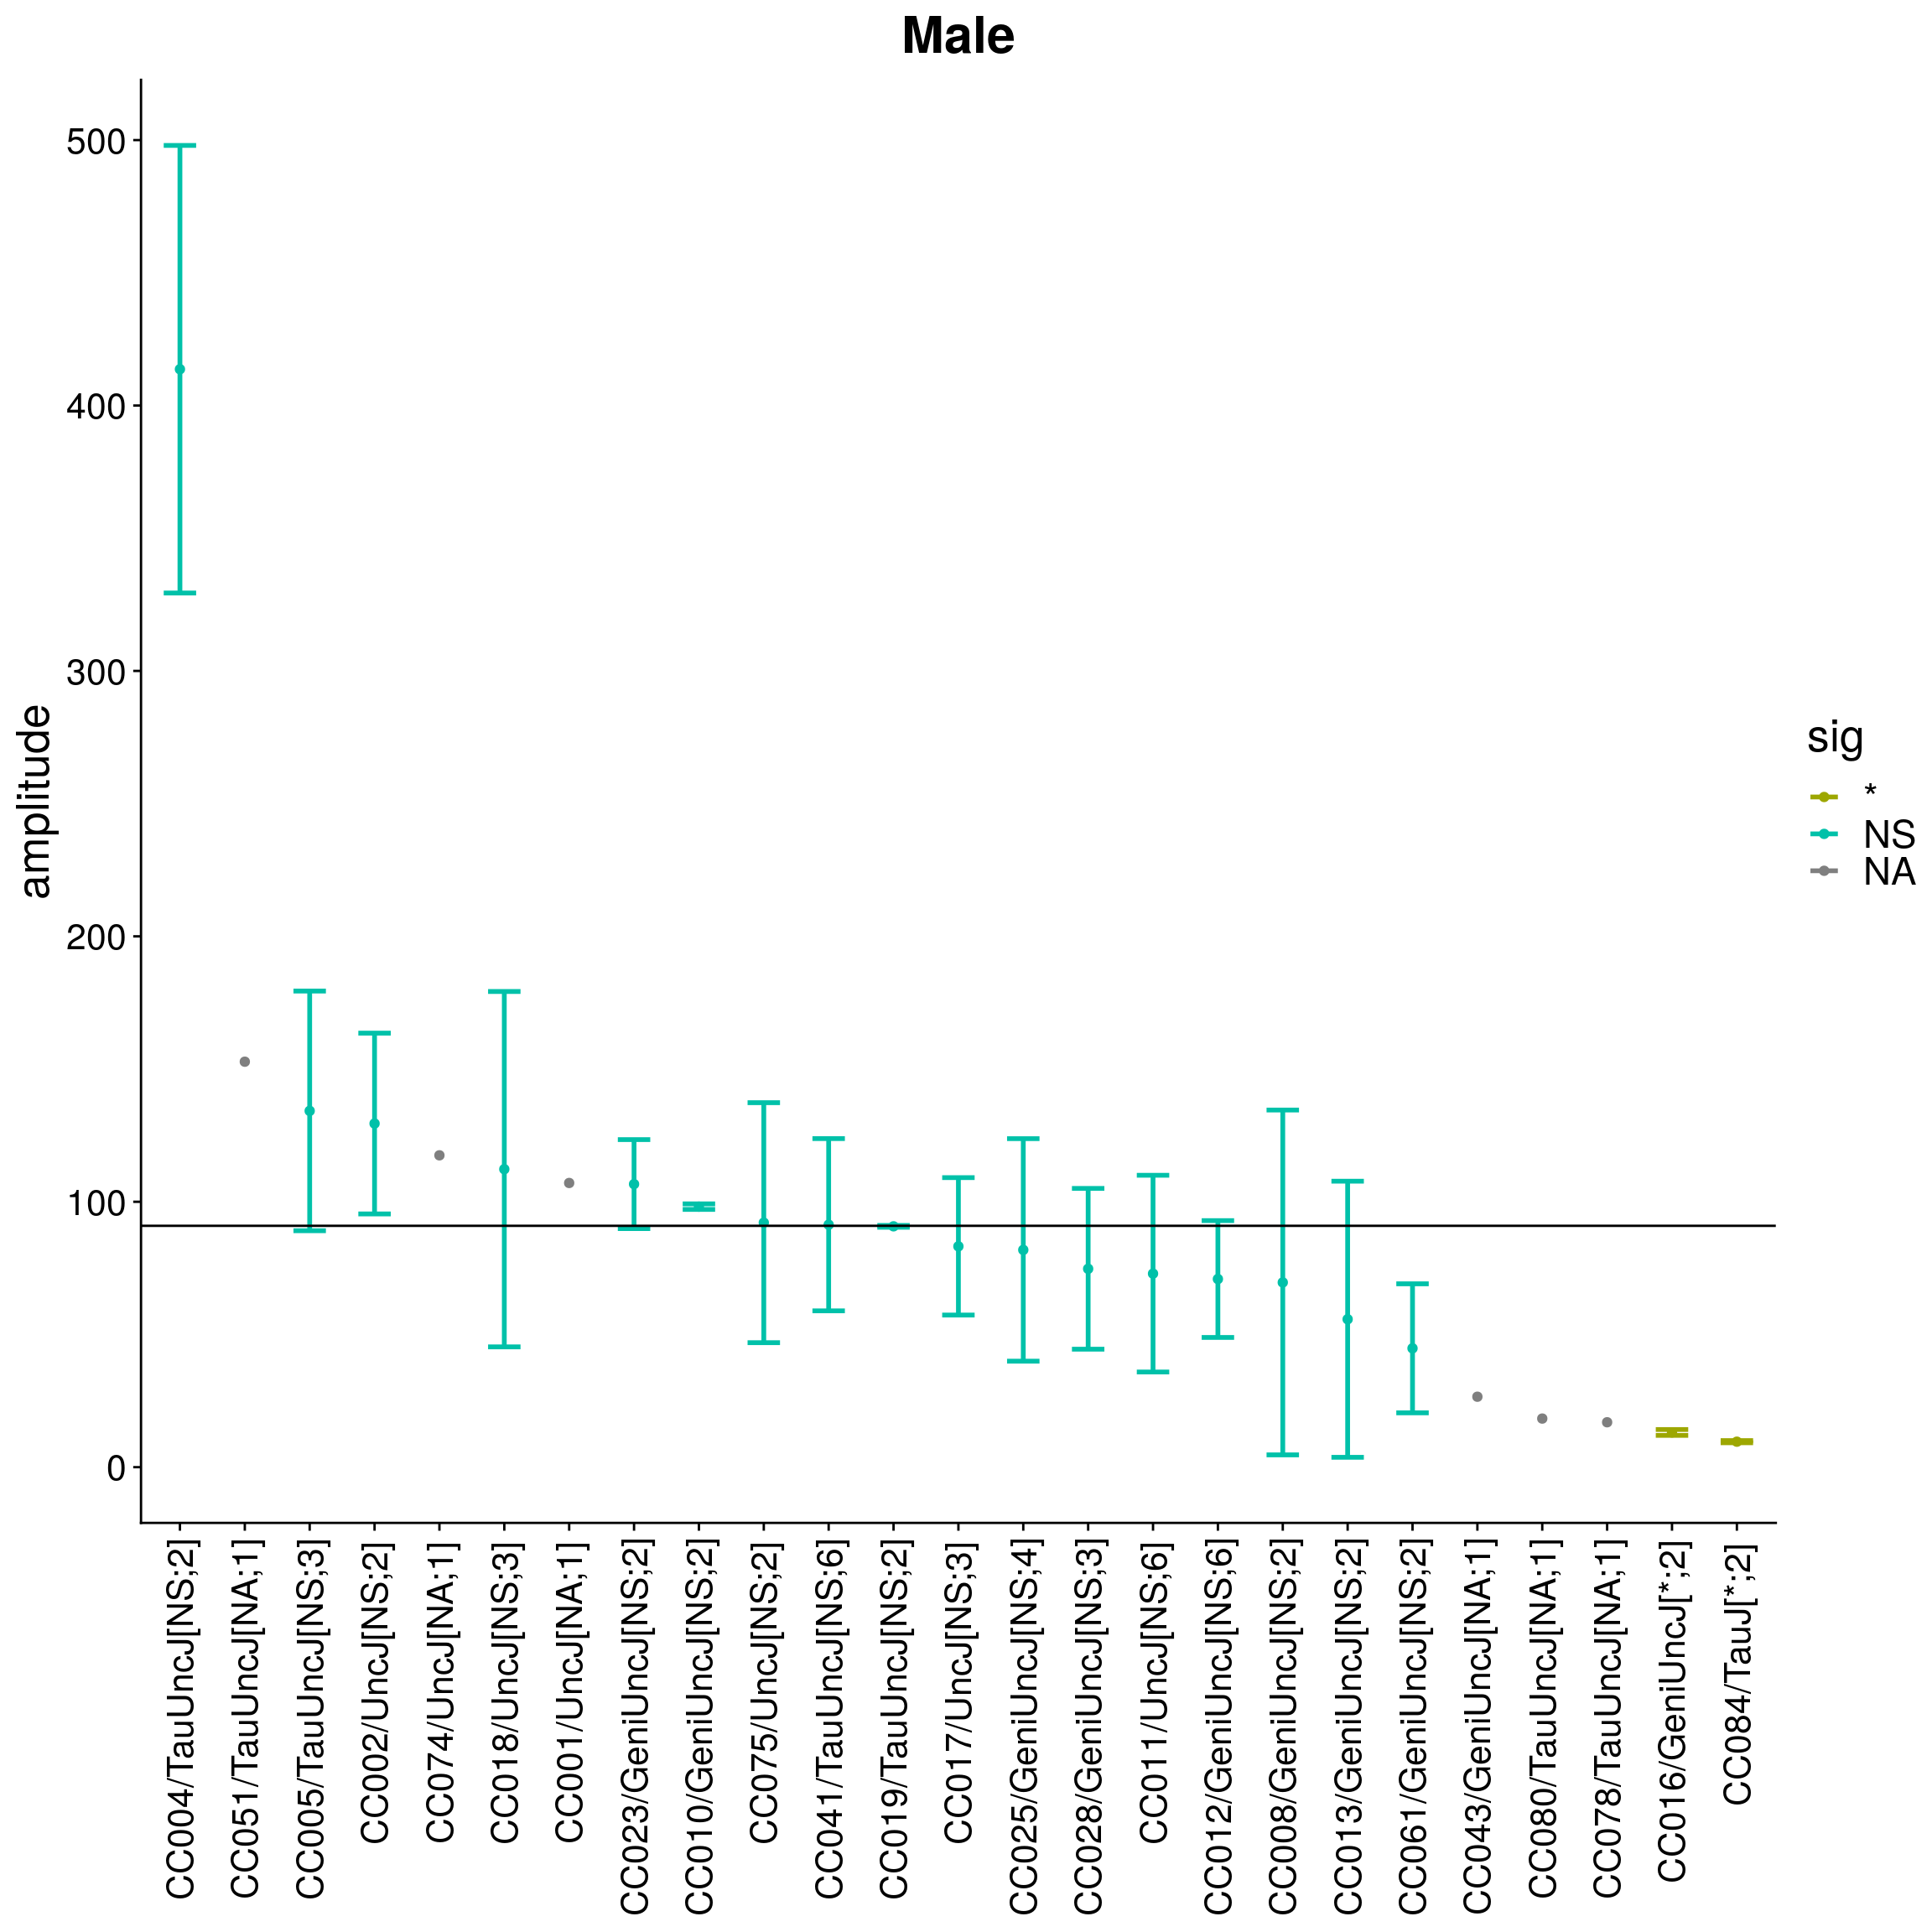 Male
amplitude
500
400
300
200
100
0
CC004/TauUncJ[NS;2]
CC051/TauUncJ[NA;1]
CC005/TauUncJ[NS;3]
CC002/UncJ[NS;2]
CC074/UncJ[NA;1]
CC018/UncJ[NS;3]
CC001/UncJ[NA;1]
CC023/GeniUncJ[NS;2]
CC010/GeniUncJ[NS;2]
CC075/UncJ[NS;2]
CC041/TauUncJ[NS;6]
CC019/TauUncJ[NS;2]
CC017/UncJ[NS;3]
CC025/GeniUncJ[NS;4]
CC028/GeniUncJ[NS;3]
CC011/UncJ[NS;6]
CC012/GeniUncJ[NS;6]
CC008/GeniUncJ[NS;2]
CC013/GeniUncJ[NS;2]
CC061/GeniUncJ[NS;2]
CC043/GeniUncJ[NA;1]
CC080/TauUncJ[NA;1]
CC078/TauUncJ[NA;1]
CC016/GeniUncJ[*;2]
CC084/TauJ[*;2]
sig
*
NS
NA